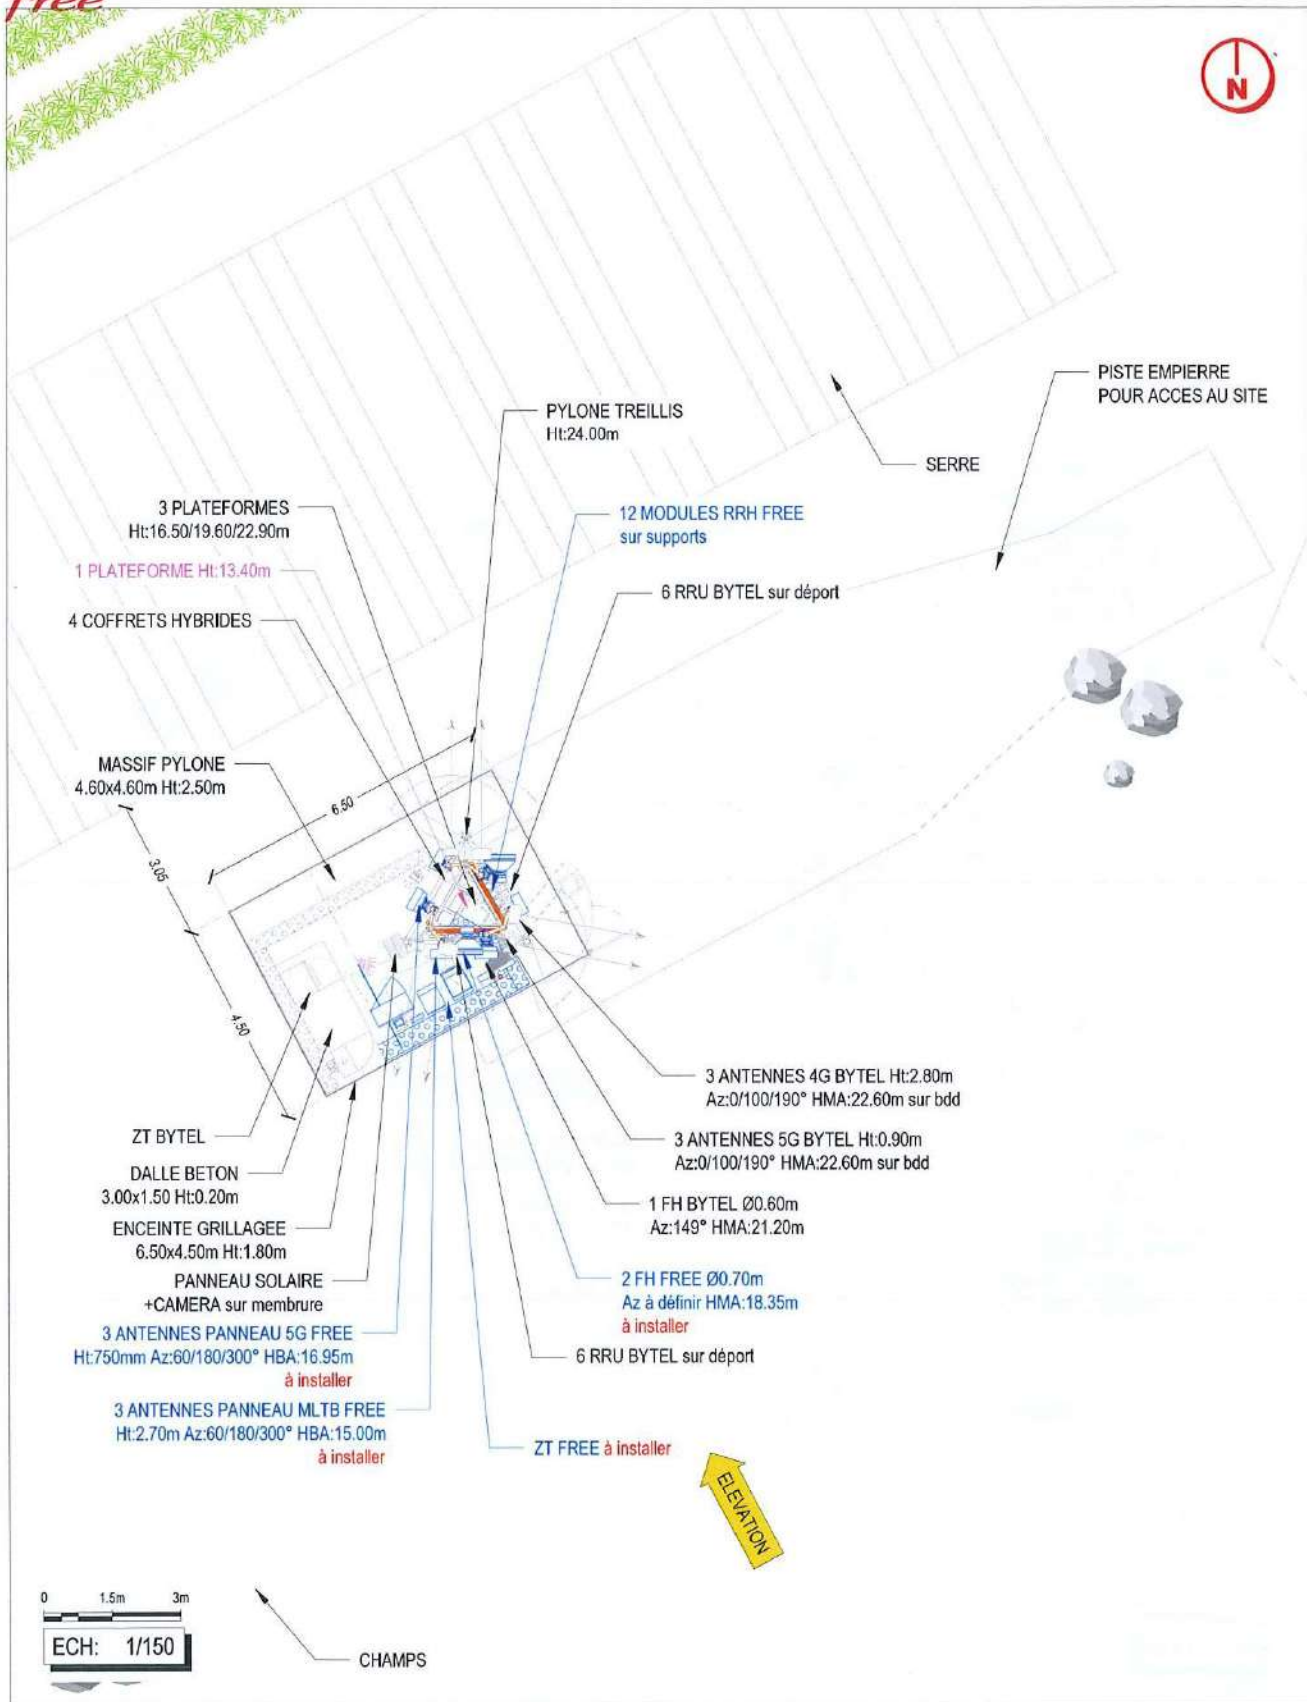 free
N
PISTE EMPIERRE
POUR ACCES AU SITE
PYLONE TREILLIS
Ht:24.00m
SERRE
3 PLATEFORMES
Ht:16.50/19.60/22.90m
12 MODULES RRH FREE
sur supports
1 PLATEFORME Ht:13.40m
6 RRU BYTEL sur déport
4 COFFRETS HYBRIDES
MASSIF PYLONE
4.60x4.60m Ht:2.50m
6.50
3.05
4.50
3 ANTENNES 4G BYTEL Ht:2.80m
Az:0/100/190° HMA:22.60m sur bdd
ZT BYTEL
3 ANTENNES 5G BYTEL Ht:0.90m
Az:0/100/190° HMA:22.60m sur bdd
DALLE BETON
3.00x1.50 Ht:0.20m
1 FH BYTEL Ø0.60m
Az:149° HMA:21.20m
ENCEINTE GRILLAGEE
6.50x4.50m Ht:1.80m
PANNEAU SOLAIRE
+CAMERA sur membrure
2 FH FREE Ø0.70m
Az à définir HMA:18.35m
à installer
3 ANTENNES PANNEAU 5G FREE
Ht:750mm Az:60/180/300° HBA:16.95m
à installer
6 RRU BYTEL sur déport
3 ANTENNES PANNEAU MLTB FREE
Ht:2.70m Az:60/180/300° HBA:15.00m
à installer
ZT FREE à installer
ELEVATION
0 1.5m 3m
ECH: 1/150
CHAMPS